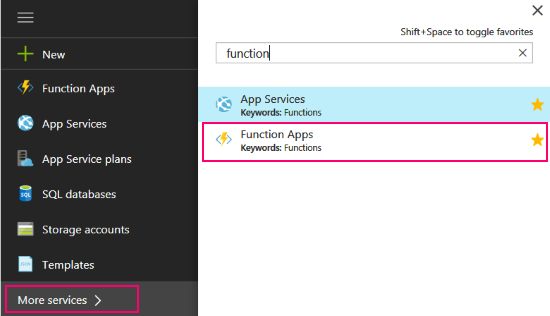 New
Function Apps
App Services
App Service plans
SQL
SQL databases
Storage accounts
Templates
More services
Shift+Space to toggle favorites
function
App Services
Keywords: Functions
Function Apps
Keywords: Functions